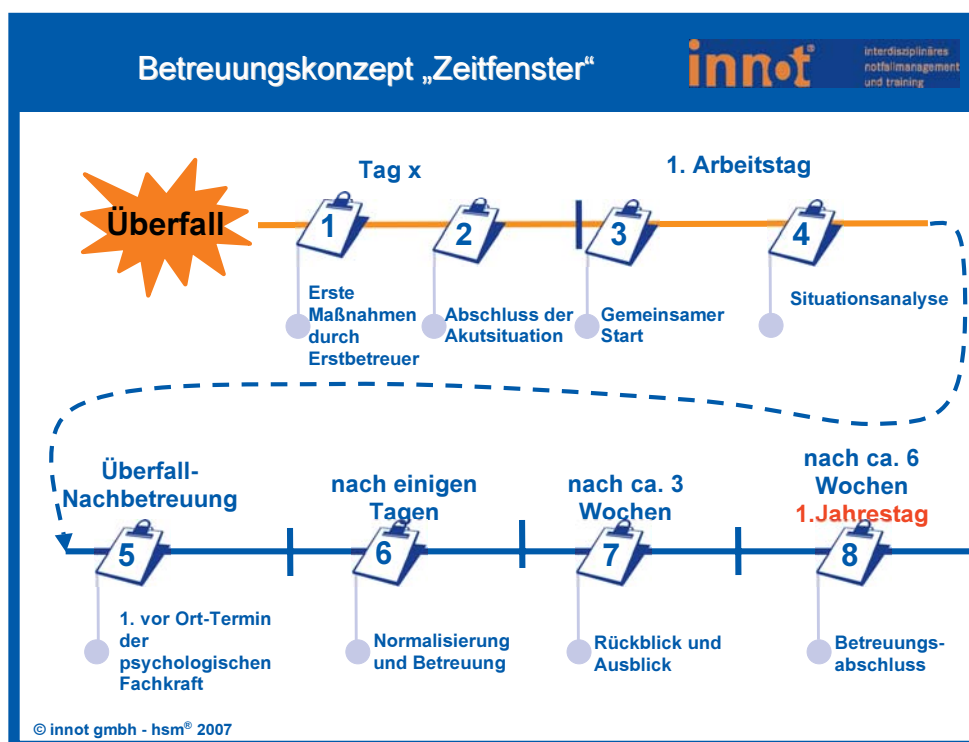 Betreuungskonzept „Zeitfenster“
innot®
interdisziplinäres
notfallmanagement
und training
Tag x
1. Arbeitstag
Überfall
1
2
3
4
Erste
Maßnahmen
durch
Erstbetreuer
Abschluss der
Akutsituation
Gemeinsamer
Start
Situationsanalyse
Überfall-
Nachbetreuung
nach einigen
Tagen
nach ca. 3
Wochen
nach ca. 6
Wochen
1.Jahrestag
5
6
7
8
1. vor Ort-Termin
der
psychologischen
Fachkraft
Normalisierung
und Betreuung
Rückblick und
Ausblick
Betreuungs-
abschluss
© innot gmbh - hsm® 2007